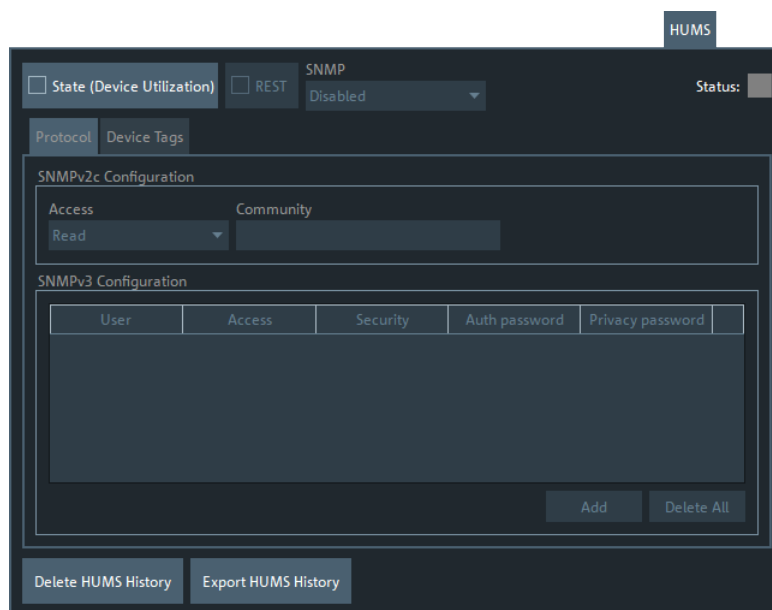 HUMS
State (Device Utilization)
REST
SNMP
Disabled
Status:
Protocol
Device Tags
SNMPv2c Configuration
Access
Community
Read
SNMPv3 Configuration
User
Access
Security
Auth password
Privacy password
Add
Delete All
Delete HUMS History
Export HUMS History